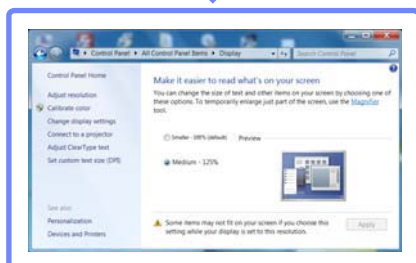 Control Panel ▸ All Control Panel Items ▸ Display
Search Control Panel
Control Panel Home
Adjust resolution
Calibrate color
Change display settings
Connect to a projector
Adjust ClearType text
Set custom text size (DPI)
See also
Personalization
Devices and Printers
Make it easier to read what's on your screen
You can change the size of text and other items on your screen by choosing one of
these options. To temporarily enlarge just part of the screen, use the Magnifier
tool.
Smaller - 100% (default)
Preview
Medium - 125%
Some items may not fit on your screen if you choose this
setting while your display is set to this resolution.
Apply